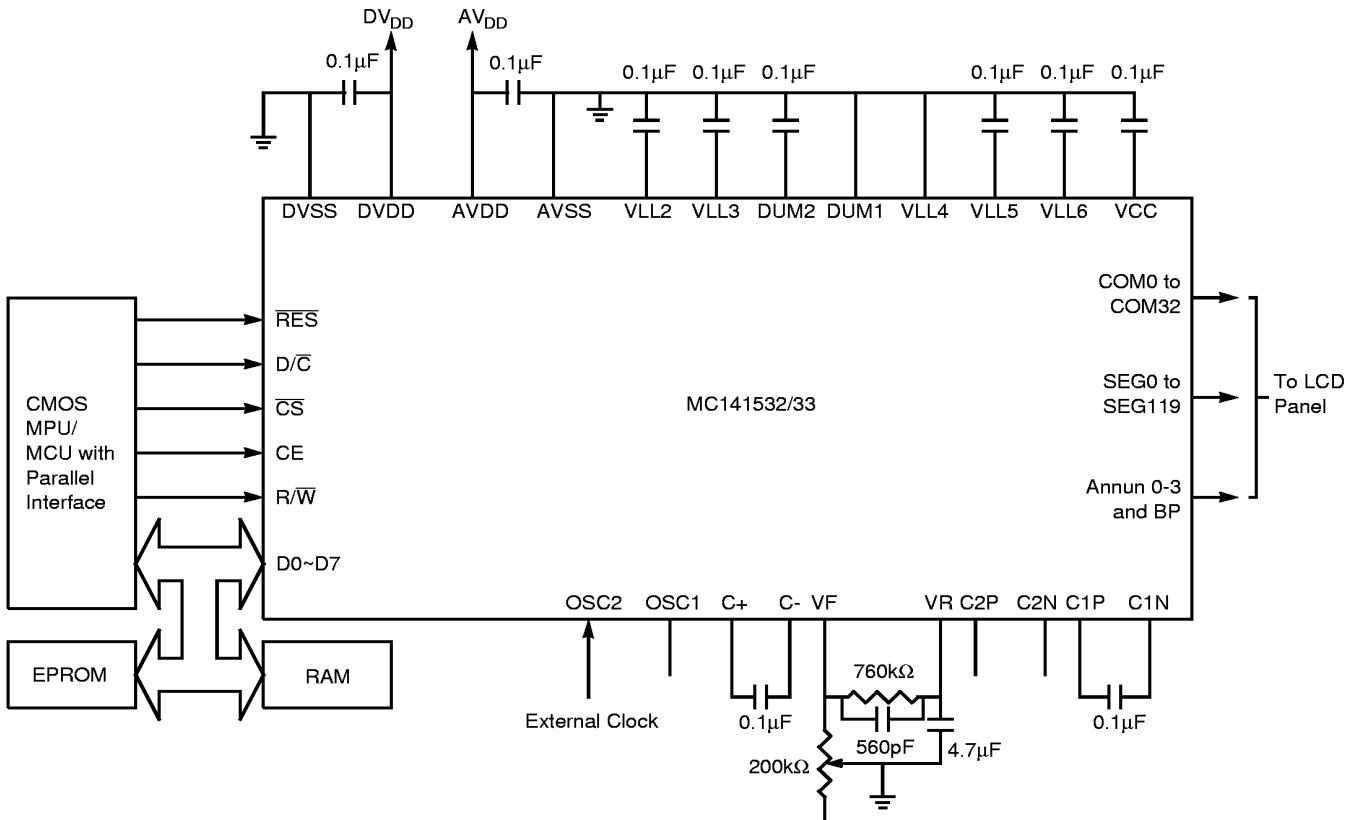 DVDD
AVDD
0.1µF
0.1µF
0.1µF
0.1µF
0.1µF
0.1µF
0.1µF
0.1µF
DVSS
DVDD
AVDD
AVSS
VLL2
VLL3
DUM2
DUM1
VLL4
VLL5
VLL6
VCC
CMOS
MPU/
MCU with
Parallel
Interface
R̅E̅S̅
D/C̅
C̅S̅
CE
R/W̅
D0~D7
MC141532/33
COM0 to
COM32
SEG0 to
SEG119
Annun 0-3
and BP
To LCD
Panel
OSC2
OSC1
C+
C-
VF
VR
C2P
C2N
C1P
C1N
EPROM
RAM
External Clock
0.1µF
760kΩ
560pF
4.7µF
200kΩ
0.1µF